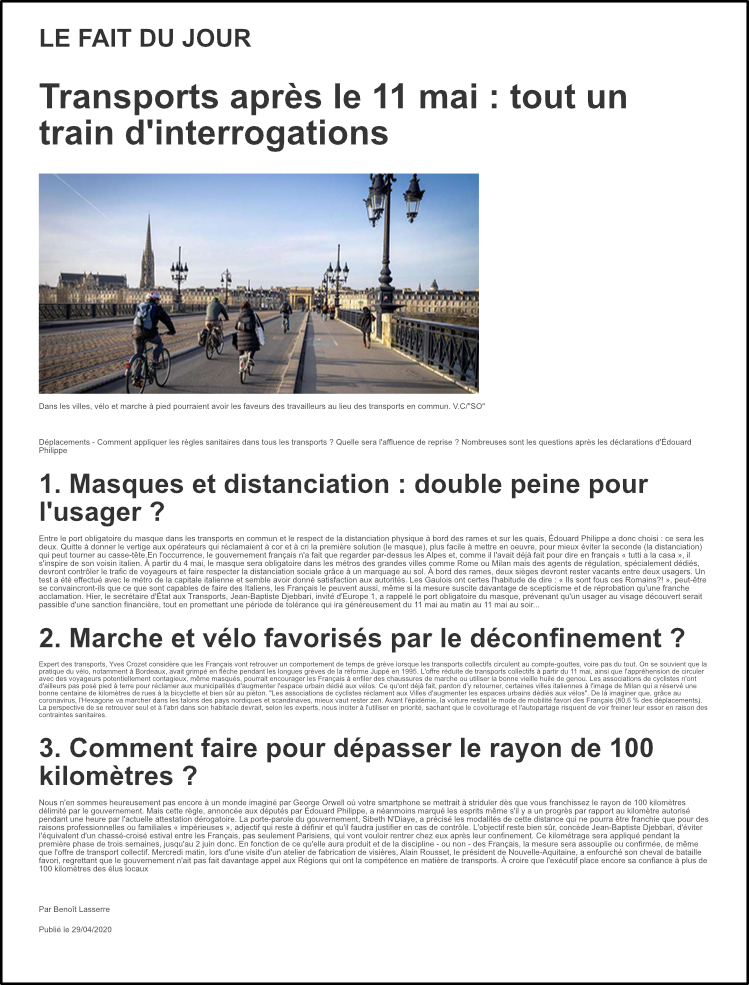 LE FAIT DU JOUR
Transports après le 11 mai : tout un
train d'interrogations
Dans les villes, vélo et marche à pied pourraient avoir les faveurs des travailleurs au lieu des transports en commun. V.C/"SO"
Déplacements - Comment appliquer les règles sanitaires dans tous les transports ? Quelle sera l'affluence de reprise ? Nombreuses sont les questions après les déclarations d'Édouard
Philippe
1. Masques et distanciation : double peine pour
l'usager ?
Entre le port obligatoire du masque dans les transports en commun et le respect de la distanciation physique à bord des rames et sur les quais, Édouard Philippe a donc choisi : ce sera les
deux. Quitte à donner le vertige aux opérateurs qui réclamaient à cor et à cri la première solution (le masque), plus facile à mettre en oeuvre, pour mieux éviter la seconde (la distanciation)
qui peut tourner au casse-tête.En l'occurrence, le gouvernement français n'a fait que regarder par-dessus les Alpes et, comme il l'avait déjà fait pour dire en français « tutti a la casa », il
s'inspire de son voisin italien. À partir du 4 mai, le masque sera obligatoire dans les métros des grandes villes comme Rome ou Milan mais des agents de régulation, spécialement dédiés,
devront contrôler le trafic de voyageurs et faire respecter la distanciation sociale grâce à un marquage au sol. À bord des rames, deux sièges devront rester vacants entre deux usagers. Un
test a été effectué avec le métro de la capitale italienne et semble avoir donné satisfaction aux autorités. Les Gaulois ont certes l'habitude de dire : « Ils sont fous ces Romains?! », peut-être
se convaincront-ils que ce que sont capables de faire des Italiens, les Français le peuvent aussi, même si la mesure suscite davantage de scepticisme et de réprobation qu'une franche
acclamation. Hier, le secrétaire d'État aux Transports, Jean-Baptiste Djebbari, invité d'Europe 1, a rappelé le port obligatoire du masque, prévenant qu'un usager au visage découvert serait
passible d'une sanction financière, tout en promettant une période de tolérance qui ira généreusement du 11 mai au matin au 11 mai au soir...
2. Marche et vélo favorisés par le déconfinement ?
Expert des transports, Yves Crozet considère que les Français vont retrouver un comportement de temps de grève lorsque les transports collectifs circulent au compte-gouttes, voire pas du tout. On se souvient que la
pratique du vélo, notamment à Bordeaux, avait grimpé en flèche pendant les longues grèves de la réforme Juppé en 1995. L'offre réduite de transports collectifs à partir du 11 mai, ainsi que l'appréhension de circuler
avec des voyageurs potentiellement contagieux, même masqués, pourrait encourager les Français à enfiler des chaussures de marche ou utiliser la bonne vieille huile de genou. Les associations de cyclistes n'ont
d'ailleurs pas posé pied à terre pour réclamer aux municipalités d'augmenter l'espace urbain dédié aux vélos. Ce qu'ont déjà fait, pardon d'y retourner, certaines villes italiennes à l'image de Milan qui a réservé une
bonne centaine de kilomètres de rues à la bicyclette et bien sûr au piéton. "Les associations de cyclistes réclament aux Villes d'augmenter les espaces urbains dédiés aux vélos". De là imaginer que, grâce au
coronavirus, l'Hexagone va marcher dans les talons des pays nordiques et scandinaves, mieux vaut rester zen. Avant l'épidémie, la voiture restait le mode de mobilité favori des Français (80,6 % des déplacements).
La perspective de se retrouver seul et à l'abri dans son habitacle devrait, selon les experts, nous inciter à l'utiliser en priorité, sachant que le covoiturage et l'autopartage risquent de voir freiner leur essor en raison des
contraintes sanitaires.
3. Comment faire pour dépasser le rayon de 100
kilomètres ?
Nous n'en sommes heureusement pas encore à un monde imaginé par George Orwell où votre smartphone se mettrait à striduler dès que vous franchissez le rayon de 100 kilomètres
délimité par le gouvernement. Mais cette règle, annoncée aux députés par Édouard Philippe, a néanmoins marqué les esprits même s'il y a un progrès par rapport au kilomètre autorisé
pendant une heure par l'actuelle attestation dérogatoire. La porte-parole du gouvernement, Sibeth N'Diaye, a précisé les modalités de cette distance qui ne pourra être franchie que pour des
raisons professionnelles ou familiales « impérieuses », adjectif qui reste à définir et qu'il faudra justifier en cas de contrôle. L'objectif reste bien sûr, concède Jean-Baptiste Djebbari, d'éviter
l'équivalent d'un chassé-croisé estival entre les Français, pas seulement Parisiens, qui vont vouloir rentrer chez eux après leur confinement. Ce kilométrage sera appliqué pendant la
première phase de trois semaines, jusqu'au 2 juin donc. En fonction de ce qu'elle aura produit et de la discipline - ou non - des Français, la mesure sera assouplie ou confirmée, de même
que l'offre de transport collectif. Mercredi matin, lors d'une visite d'un atelier de fabrication de visières, Alain Rousset, le président de Nouvelle-Aquitaine, a enfourché son cheval de bataille
favori, regrettant que le gouvernement n'ait pas fait davantage appel aux Régions qui ont la compétence en matière de transports. À croire que l'exécutif place encore sa confiance à plus de
100 kilomètres des élus locaux
Par Benoît Lasserre
Publié le 29/04/2020